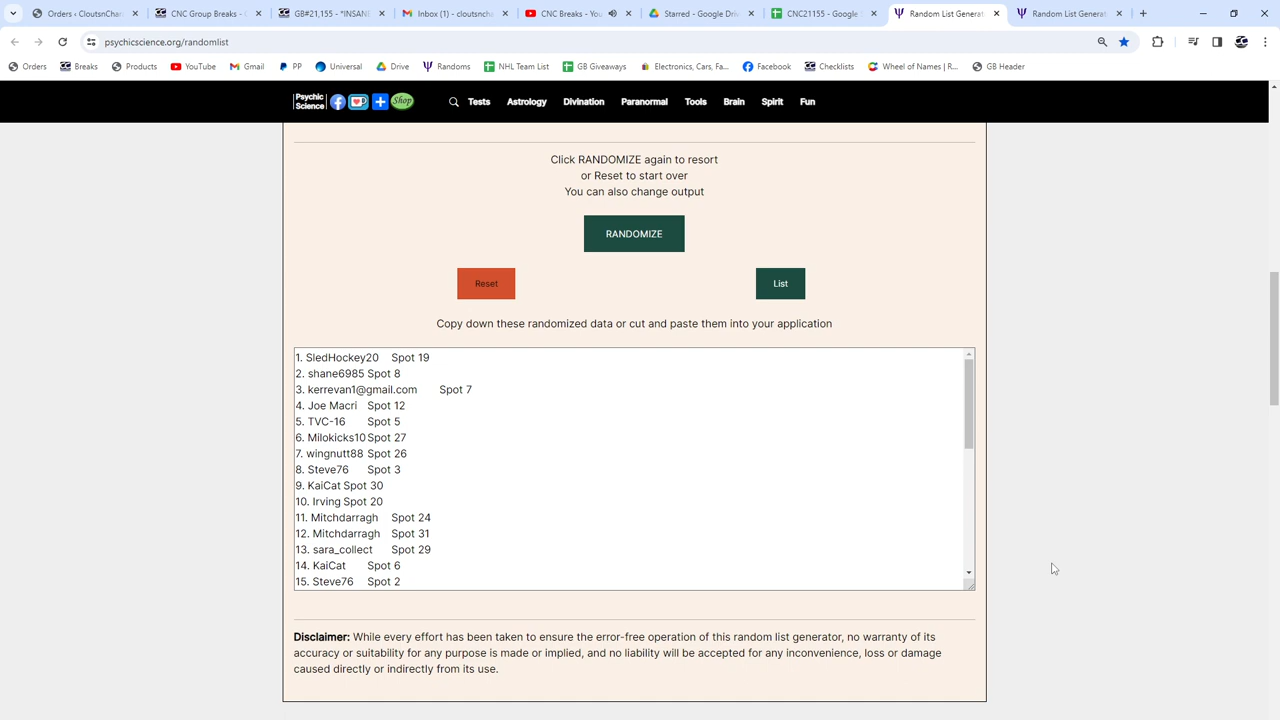 Orders ‹ CloutsnChar
CNC Group Breaks - C
GB#21,155 - *INSANE
Inbox (1) - cloutsnch
CNC Breaks - You
Starred - Google Driv
CNC21155 - Google S
Random List Generat
Random List Generat
psychicscience.org/randomlist
Orders
Breaks
Products
YouTube
Gmail
PP
Universal
Drive
Randoms
NHL Team List
GB Giveaways
Electronics, Cars, Fa...
Facebook
Checklists
Wheel of Names | R...
GB Header
Psychic
Science
Shop
Tests
Astrology
Divination
Paranormal
Tools
Brain
Spirit
Fun
Click RANDOMIZE again to resort
or Reset to start over
You can also change output
RANDOMIZE
Reset
List
Copy down these randomized data or cut and paste them into your application
1. SledHockey20 Spot 19
2. shane6985 Spot 8
3. kerrevan1@gmail.com Spot 7
4. Joe Macri Spot 12
5. TVC-16 Spot 5
6. Milokicks10 Spot 27
7. wingnutt88 Spot 26
8. Steve76 Spot 3
9. KaiCat Spot 30
10. Irving Spot 20
11. Mitchdarragh Spot 24
12. Mitchdarragh Spot 31
13. sara_collect Spot 29
14. KaiCat Spot 6
15. Steve76 Spot 2
Disclaimer: While every effort has been taken to ensure the error-free operation of this random list generator, no warranty of its
accuracy or suitability for any purpose is made or implied, and no liability will be accepted for any inconvenience, loss or damage
caused directly or indirectly from its use.